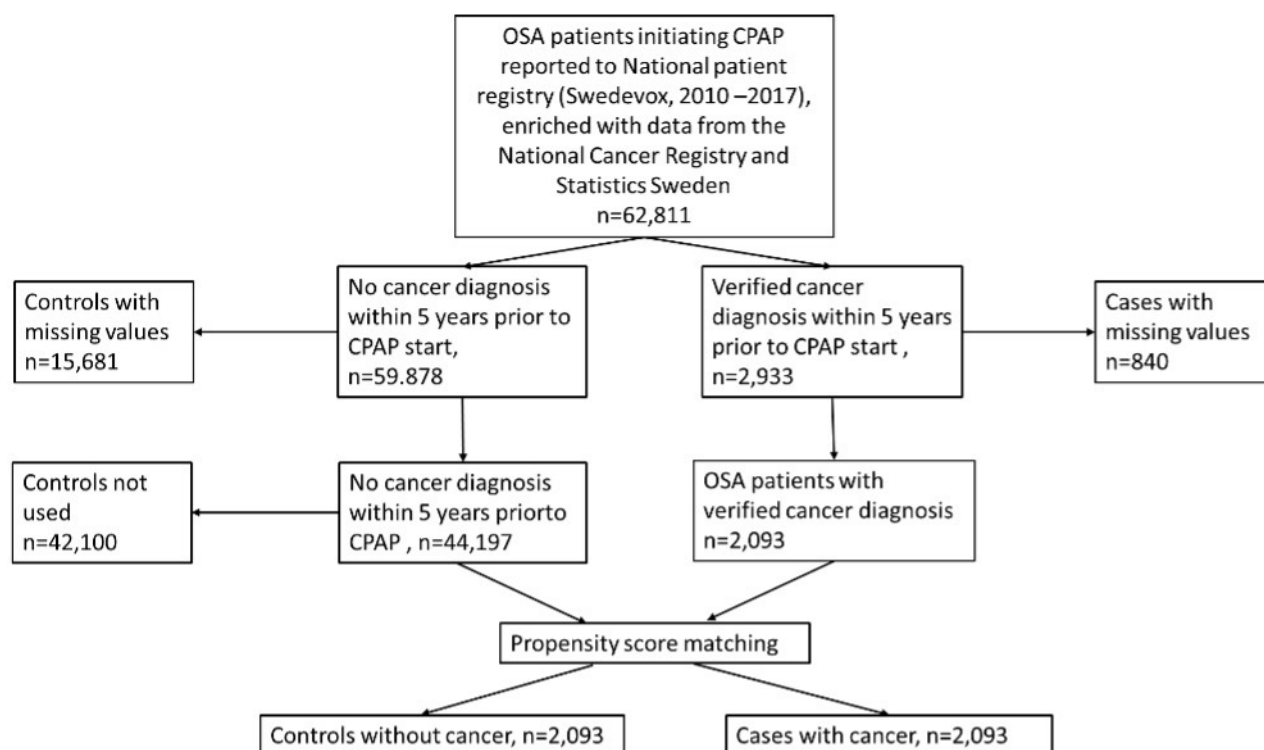 OSA patients initiating CPAP
reported to National patient
registry (Swedevox, 2010 –2017),
enriched with data from the
National Cancer Registry and
Statistics Sweden
n=62,811
Controls with
missing values
n=15,681
No cancer diagnosis
within 5 years prior to
CPAP start,
n=59.878
Verified cancer
diagnosis within 5 years
prior to CPAP start ,
n=2,933
Cases with
missing values
n=840
Controls not
used
n=42,100
No cancer diagnosis
within 5 years priorto
CPAP , n=44,197
OSA patients with
verified cancer diagnosis
n=2,093
Propensity score matching
Controls without cancer, n=2,093
Cases with cancer, n=2,093